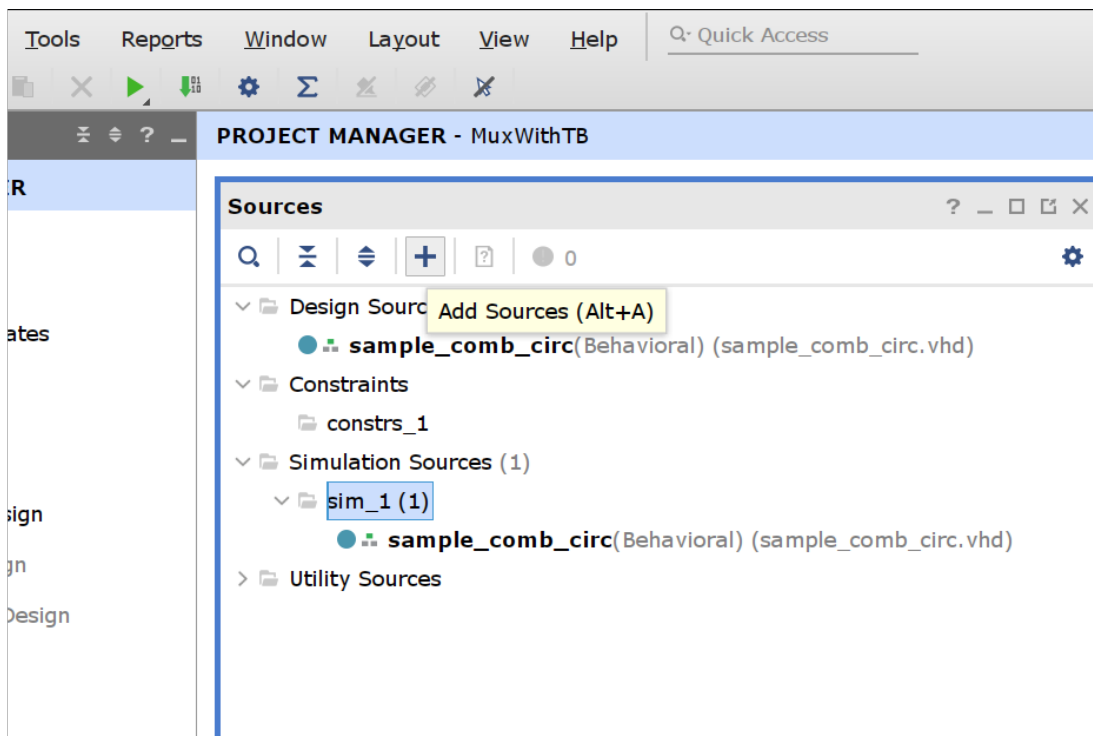 Tools Reports Window Layout View Help Quick Access
? PROJECT MANAGER - MuxWithTB
ER
Sources ?
0
Design Sourc
Add Sources (Alt+A)
ates
sample_comb_circ(Behavioral) (sample_comb_circ.vhd)
Constraints
constrs_1
Simulation Sources (1)
sim_1 (1)
sign
sample_comb_circ(Behavioral) (sample_comb_circ.vhd)
gn
Utility Sources
Design